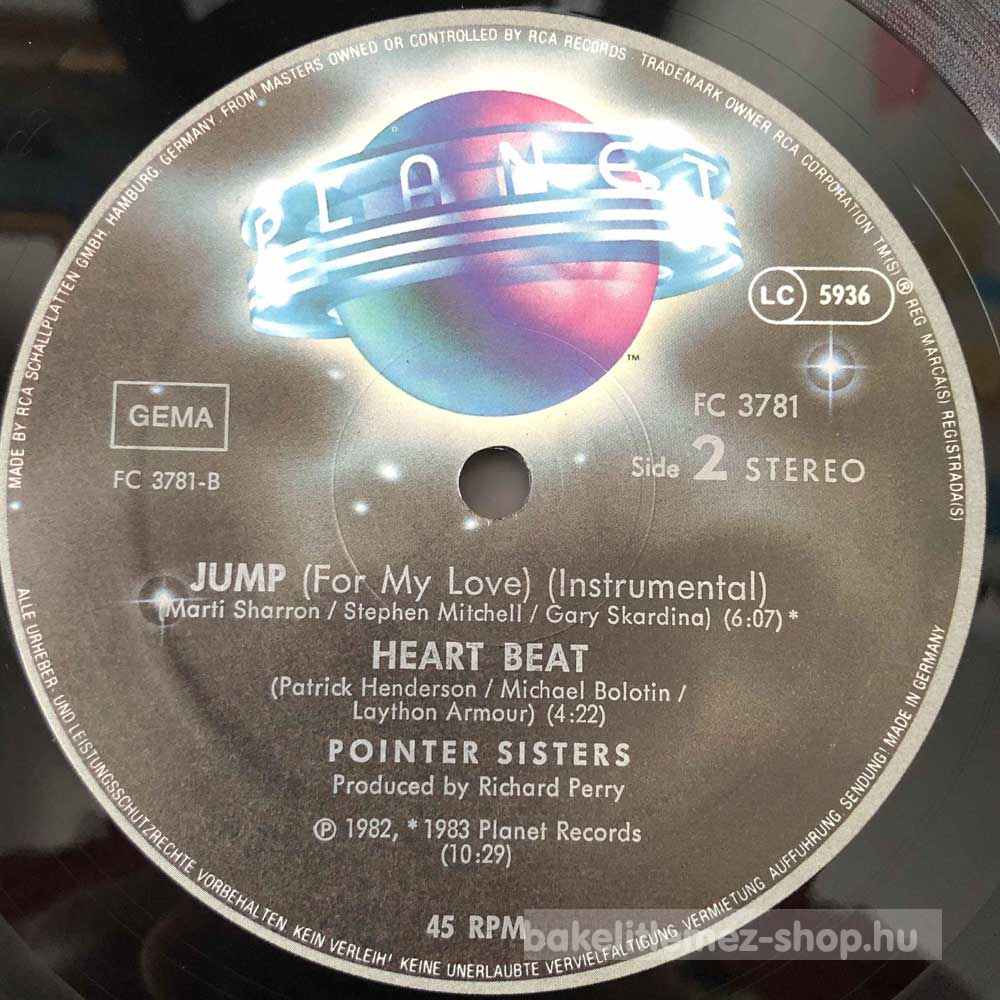 MADE BY RCA SCHALLPLATTEN GMBH, HAMBURG GERMANY, FROM MASTERS OWNED OR CONTROLLED BY RCA RECORDS. TRADEMARK OWNER RCA CORPORATION TM(S) ® REG MARCA(S) REGISTRADA(S)
PLANET
TM
LC 5936
GEMA
FC 3781-B
FC 3781
Side 2 STEREO
JUMP (For My Love) (Instrumental)
(Marti Sharron / Stephen Mitchell / Gary Skardina) (6:07) *
HEART BEAT
(Patrick Henderson / Michael Bolotin /
Laython Armour) (4:22)
POINTER SISTERS
Produced by Richard Perry
℗ 1982, * 1983 Planet Records
(10:29)
45 RPM
ALLE URHEBER- UND LEISTUNGSSCHUTZRECHTE VORBEHALTEN. KEIN VERLEIH! KEINE UNERLAUBTE VERVIELFÄLTIGUNG, VERMIETUNG, AUFFÜHRUNG, SENDUNG! MADE IN GERMANY
bakelitlemez-shop.hu